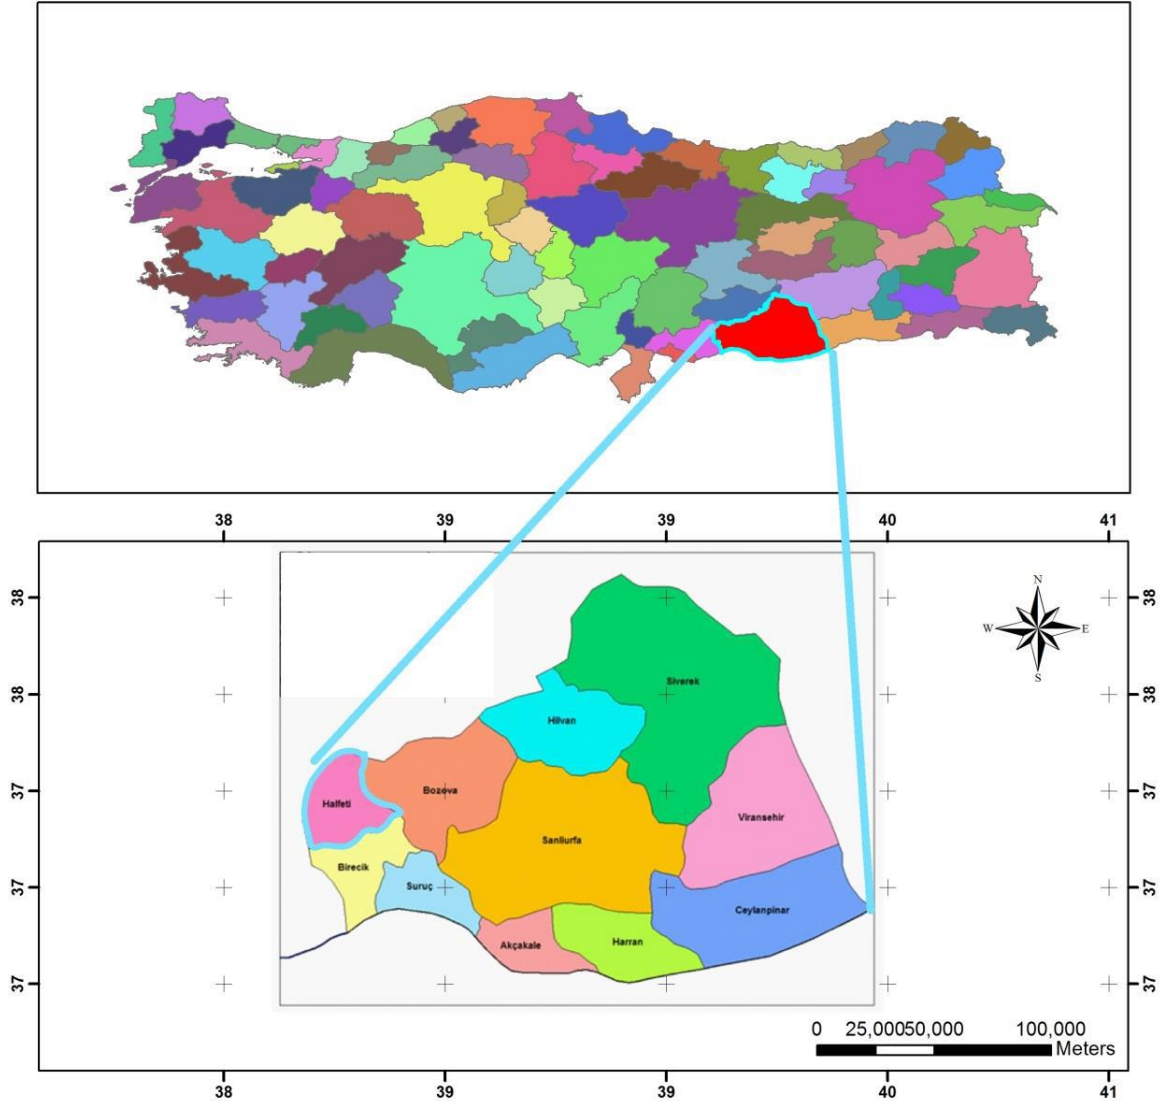 38 39 39 40 41
N
W E
S
38 38
38 38
37 37
37 37
37 37
Siverek
Hilvan
Bozova
Halfeti
Viransehir
Sanliurfa
Birecik
Suruç
Ceylanpinar
Akçakale
Harran
0 25,00050,000 100,000
Meters
38 39 39 40 41